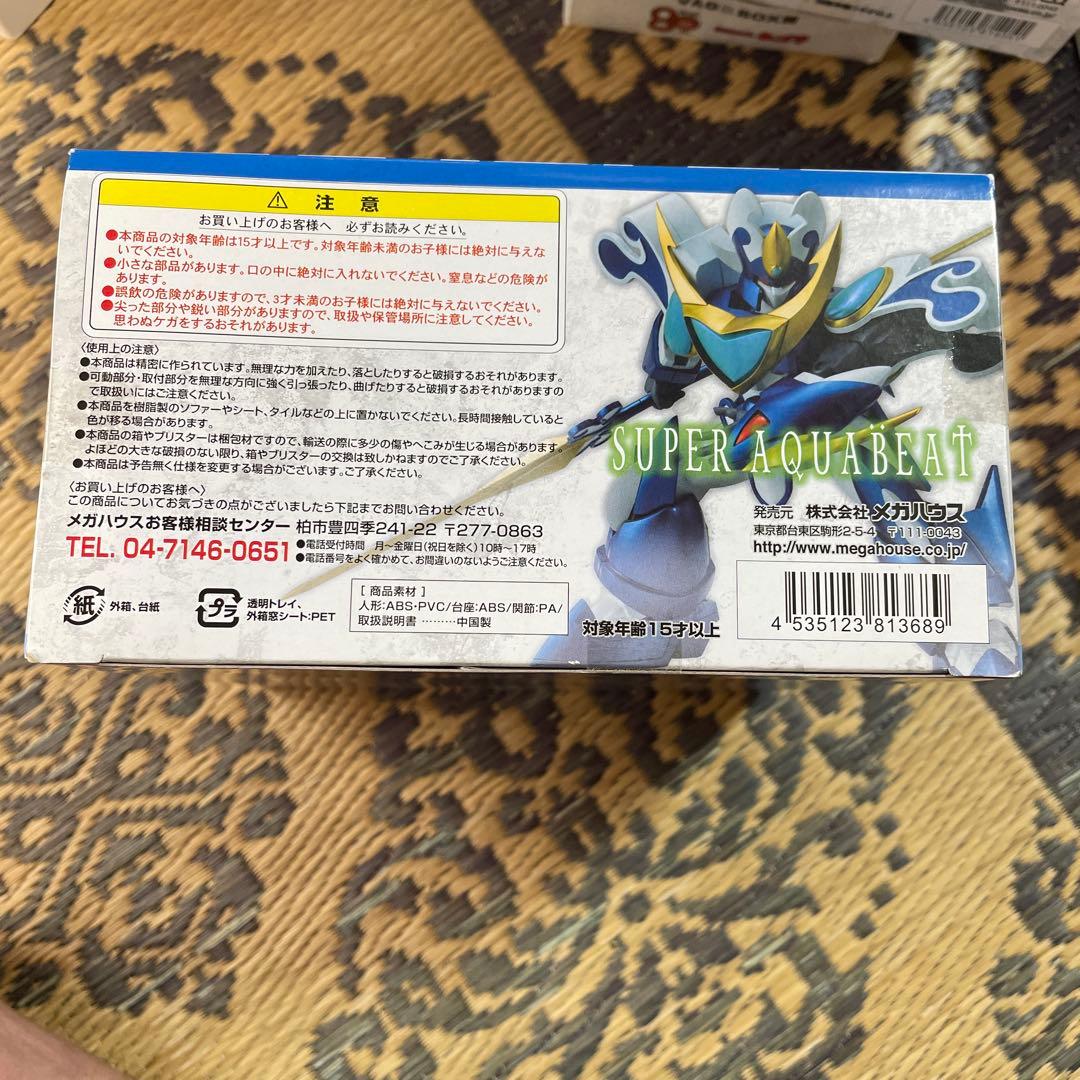 注 意
お買い上げのお客様へ 必ずお読みください。
●本商品の対象年齢は15才以上です。対象年齢未満のお子様には絶対に与えな
いでください。
●小さな部品があります。口の中に絶対に入れないでください。窒息などの危険が
あります。
●誤飲の危険がありますので、3才未満のお子様には絶対に与えないでください。
●尖った部分や鋭い部分がありますので、取扱や保管場所に注意してください。
思わぬケガをするおそれがあります。
〈使用上の注意〉
●本商品は精密に作られています。無理な力を加えたり、落としたりすると破損するおそれがあります。
●可動部分・取付部分を無理な方向に強く引っ張ったり、曲げたりすると破損するおそれがありますの
で取扱いにはご注意ください。
●本商品を樹脂製のソファーやシート、タイルなどの上に置かないでください。長時間接触していると
色が移る場合があります。
●本商品の箱やブリスターは梱包材ですので、輸送の際に多少の傷やへこみが生じる場合があります。
よほどの大きな破損のない限り、箱やブリスターの交換は致しかねますのでご了承ください。
●本商品は予告無く仕様を変更する場合がございます。ご了承ください。
〈お買い上げのお客様へ〉
この商品についてお気づきの点がございましたら下記までお問い合わせください。
メガハウスお客様相談センター 柏市豊四季241-22 〒277-0863
TEL. 04-7146-0651 ●電話受付時間 月〜金曜日(祝日を除く)10時〜17時
●電話番号をよく確かめて、お間違いのないようご注意ください。
紙 外箱、台紙
プラ 透明トレイ、
外箱窓シート:PET
[ 商品素材 ]
人形:ABS・PVC/台座:ABS/関節:PA/
取扱説明書 ………中国製
対象年齢15才以上
SUPER AQUABEAT
発売元 株式会社 メガハウス
東京都台東区駒形2-5-4 〒111-0043
http://www.megahouse.co.jp/
4 535123 813689